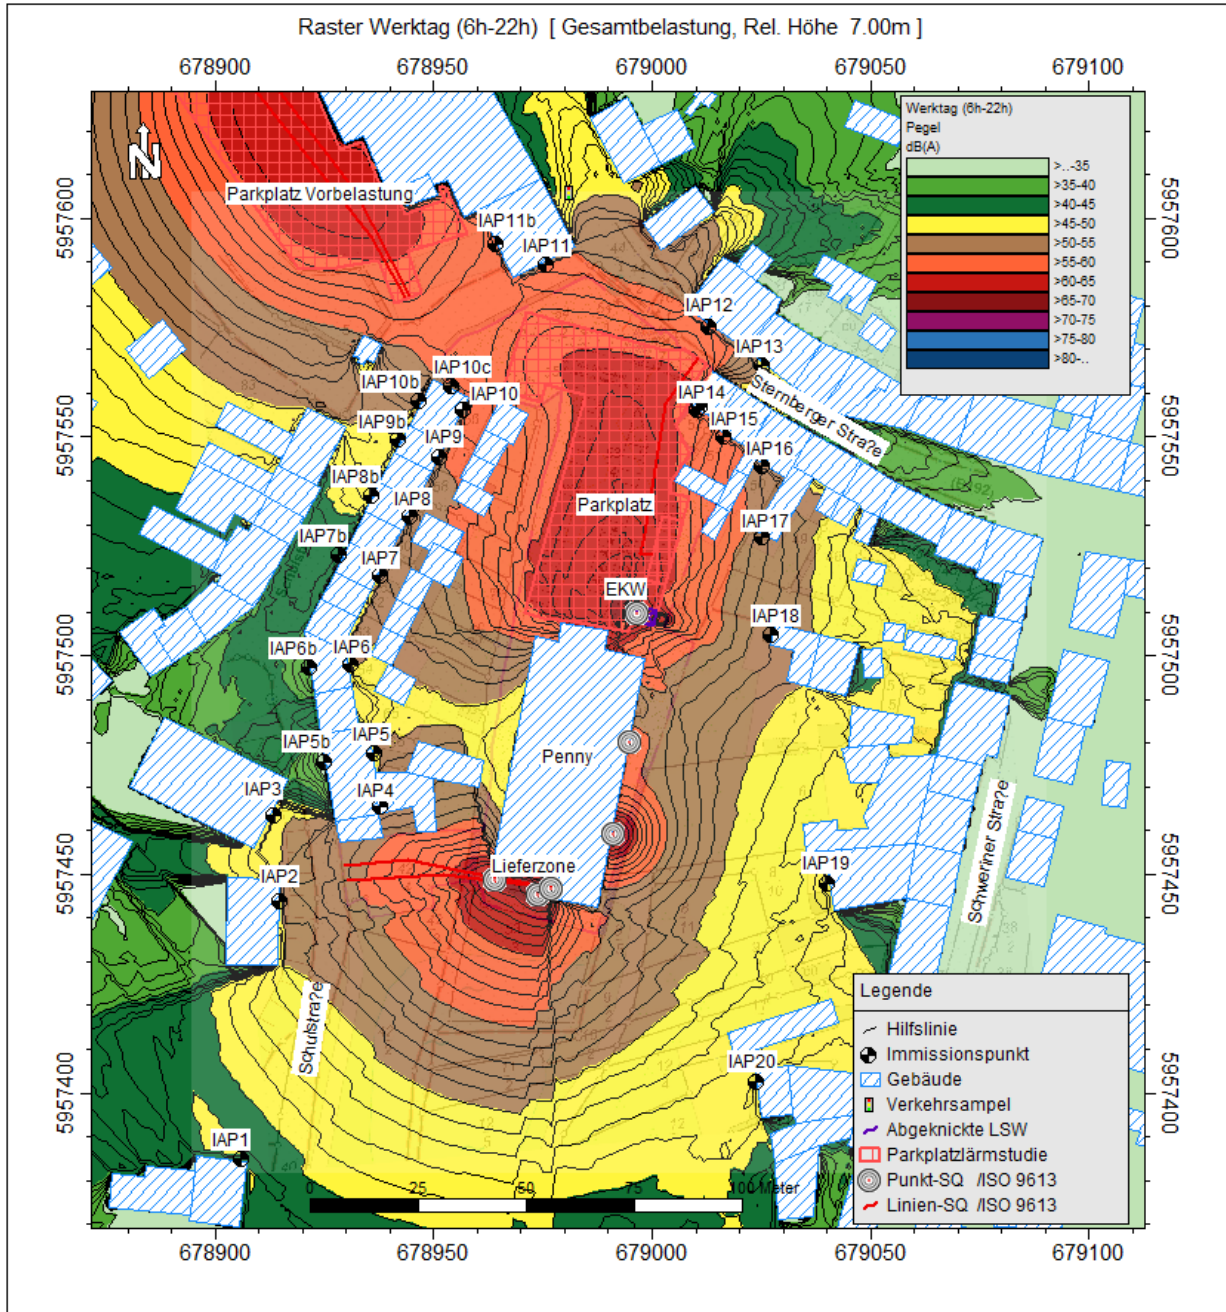 Raster Werktag (6h-22h) [ Gesamtbelastung, Rel. Höhe 7.00m ]
678900 678950 679000 679050 679100
Werktag (6h-22h)
Pegel
dB(A)
>..-35
>35-40
>40-45
>45-50
>50-55
>55-60
>60-65
>65-70
>70-75
>75-80
>80-..
N
5957600
5957550
5957500
5957450
5957400
5957600
5957550
5957500
5957450
5957400
Parkplatz Vorbelastung
IAP11b
IAP11
IAP12
IAP13
IAP10c
IAP10b
IAP10
IAP14
Sternberger Stra?e
IAP9b
IAP9
IAP15
IAP16
IAP8b
IAP8
Parkplatz
IAP17
IAP7b
IAP7
EKW
IAP18
IAP6b
IAP6
IAP5b
IAP5
Penny
IAP3
IAP4
Schweriner Stra?e
Lieferzone
IAP19
IAP2
Schulstra?e
IAP20
IAP1
0 25 50 75 100 Meter
Legende
Hilfslinie
Immissionspunkt
Gebäude
Verkehrsampel
Abgeknickte LSW
Parkplatzlärmstudie
Punkt-SQ /ISO 9613
Linien-SQ /ISO 9613
678900 678950 679000 679050 679100